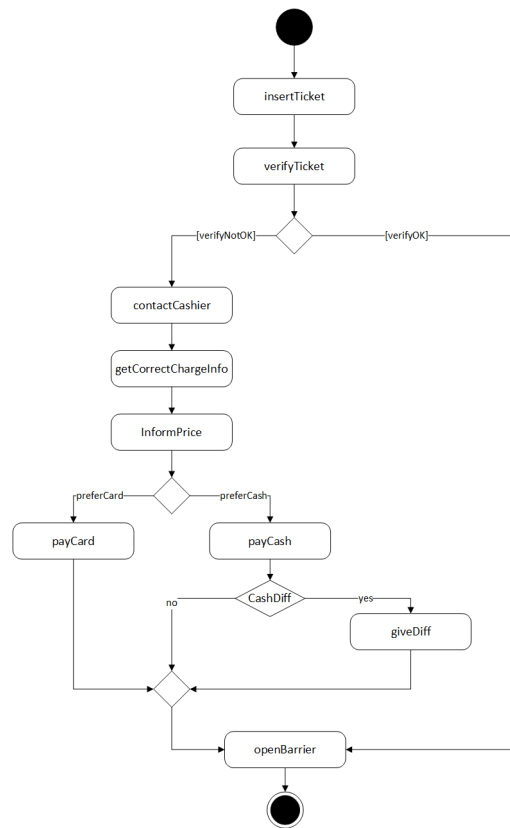 insertTicket
verifyTicket
[verifyNotOK]
[verifyOK]
contactCashier
getCorrectChargeInfo
InformPrice
preferCard
preferCash
payCard
payCash
CashDiff
no
yes
giveDiff
openBarrier